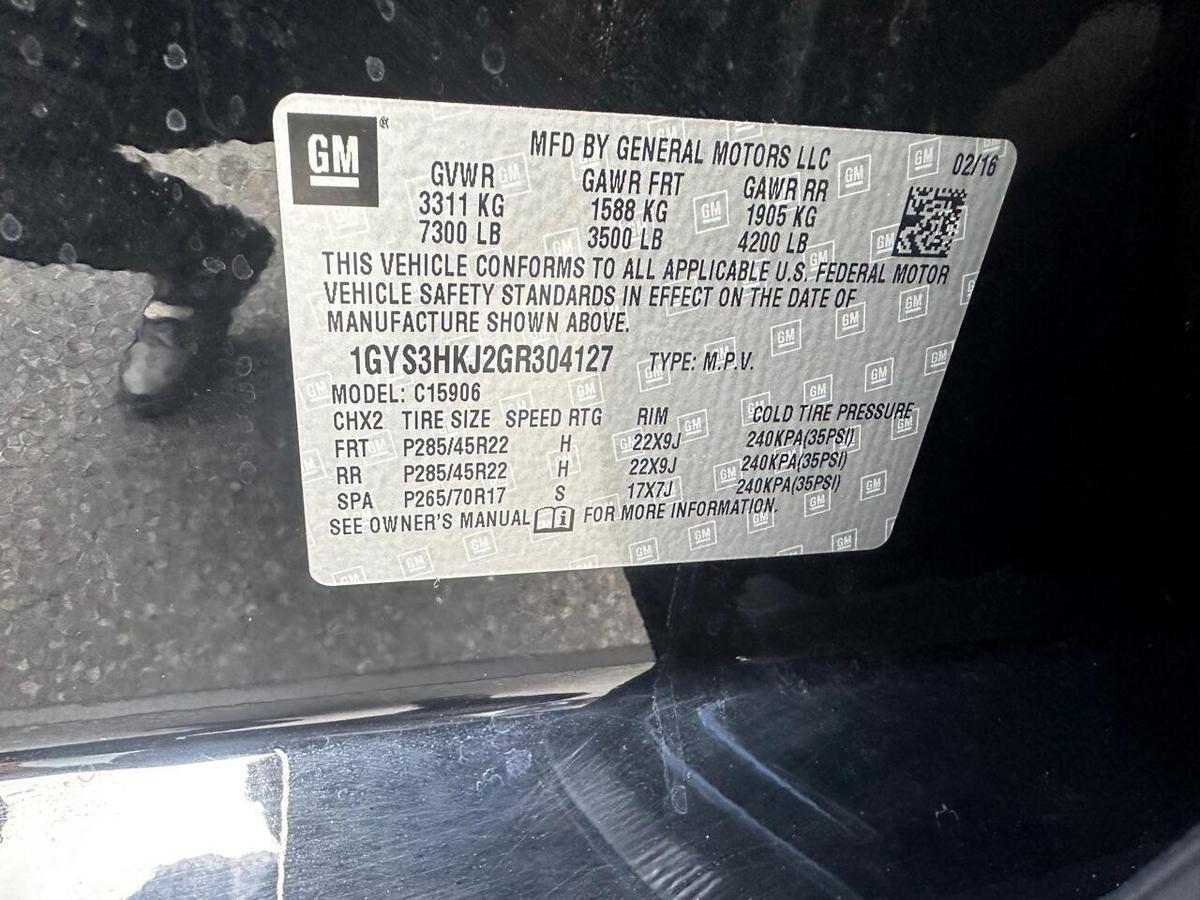 GM ®
MFD BY GENERAL MOTORS LLC 02/16
GVWR GAWR FRT GAWR RR
3311 KG 1588 KG 1905 KG
7300 LB 3500 LB 4200 LB
THIS VEHICLE CONFORMS TO ALL APPLICABLE U.S. FEDERAL MOTOR
VEHICLE SAFETY STANDARDS IN EFFECT ON THE DATE OF
MANUFACTURE SHOWN ABOVE.
1GYS3HKJ2GR304127 TYPE: M.P.V.
MODEL: C15906
CHX2 TIRE SIZE SPEED RTG RIM COLD TIRE PRESSURE
FRT P285/45R22 H 22X9J 240KPA(35PSI)
RR P285/45R22 H 22X9J 240KPA(35PSI)
SPA P265/70R17 S 17X7J 240KPA(35PSI)
SEE OWNER'S MANUAL i FOR MORE INFORMATION.